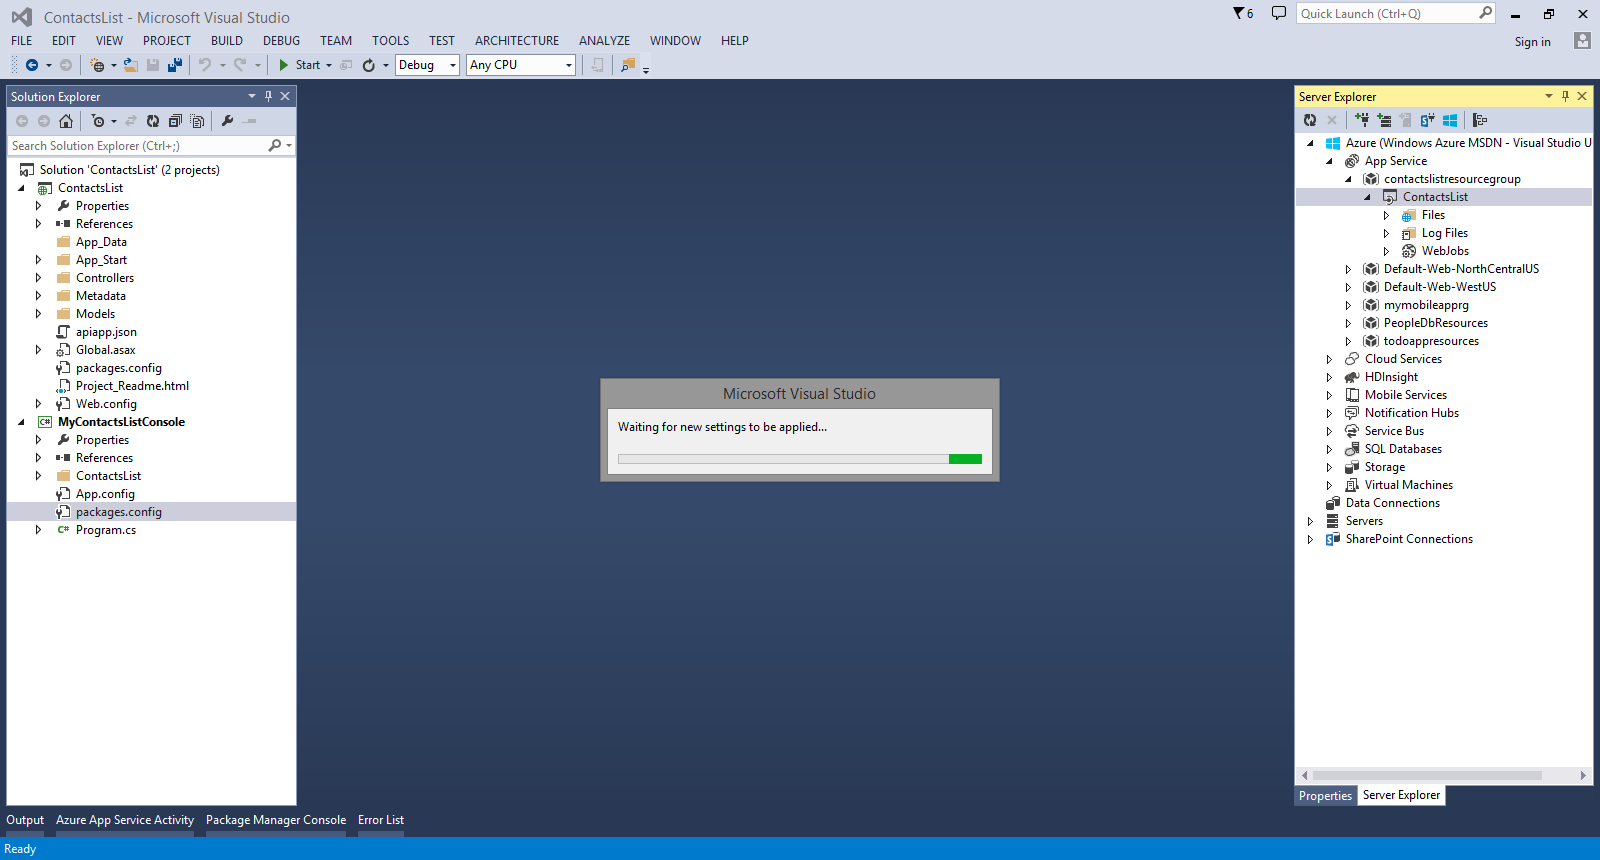 ContactsList - Microsoft Visual Studio
6
Quick Launch (Ctrl+Q)
FILE EDIT VIEW PROJECT BUILD DEBUG TEAM TOOLS TEST ARCHITECTURE ANALYZE WINDOW HELP
Sign in
Start
Debug
Any CPU
Solution Explorer
Search Solution Explorer (Ctrl+;)
Solution 'ContactsList' (2 projects)
ContactsList
Properties
References
App_Data
App_Start
Controllers
Metadata
Models
apiapp.json
Global.asax
packages.config
Project_Readme.html
Web.config
C# MyContactsListConsole
Properties
References
ContactsList
App.config
packages.config
C# Program.cs
Microsoft Visual Studio
Waiting for new settings to be applied...
Server Explorer
Azure (Windows Azure MSDN - Visual Studio U
App Service
contactslistresourcegroup
ContactsList
Files
Log Files
WebJobs
Default-Web-NorthCentralUS
Default-Web-WestUS
mymobileapprg
PeopleDbResources
todoappresources
Cloud Services
HDInsight
Mobile Services
Notification Hubs
Service Bus
SQL Databases
Storage
Virtual Machines
Data Connections
Servers
SharePoint Connections
Properties
Server Explorer
Output
Azure App Service Activity
Package Manager Console
Error List
Ready